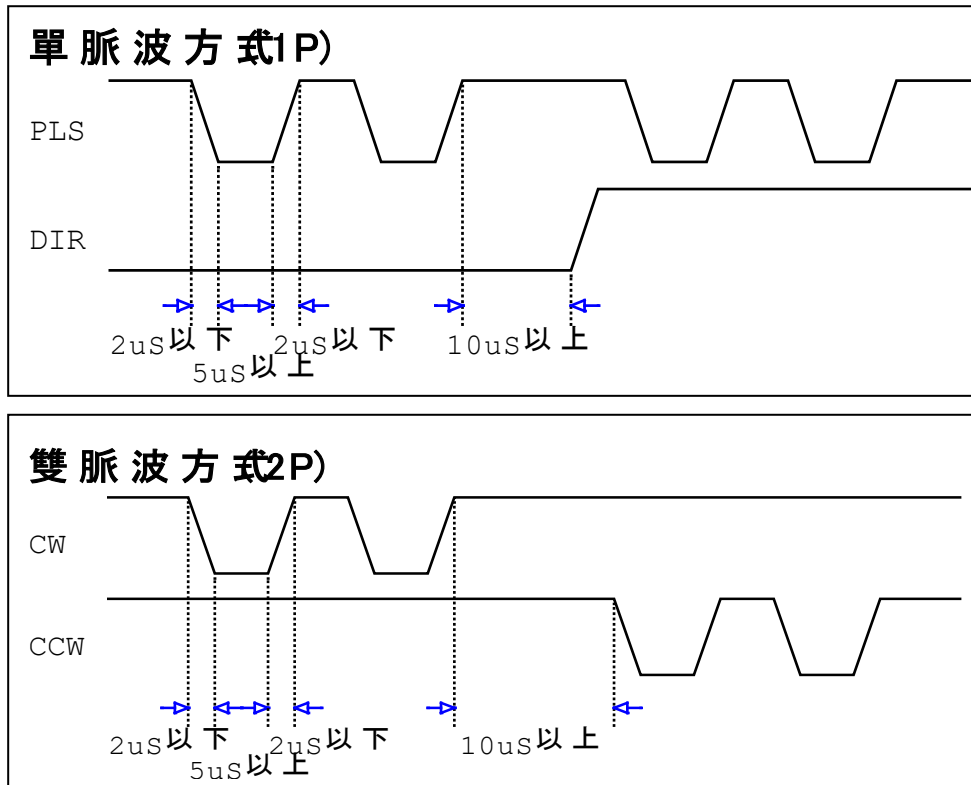 單脈波方式1P)
PLS
DIR
2uS以下
2uS以下
10uS以上
5uS以上
雙脈波方式2P)
CW
CCW
2uS以下
2uS以下
10uS以上
5uS以上